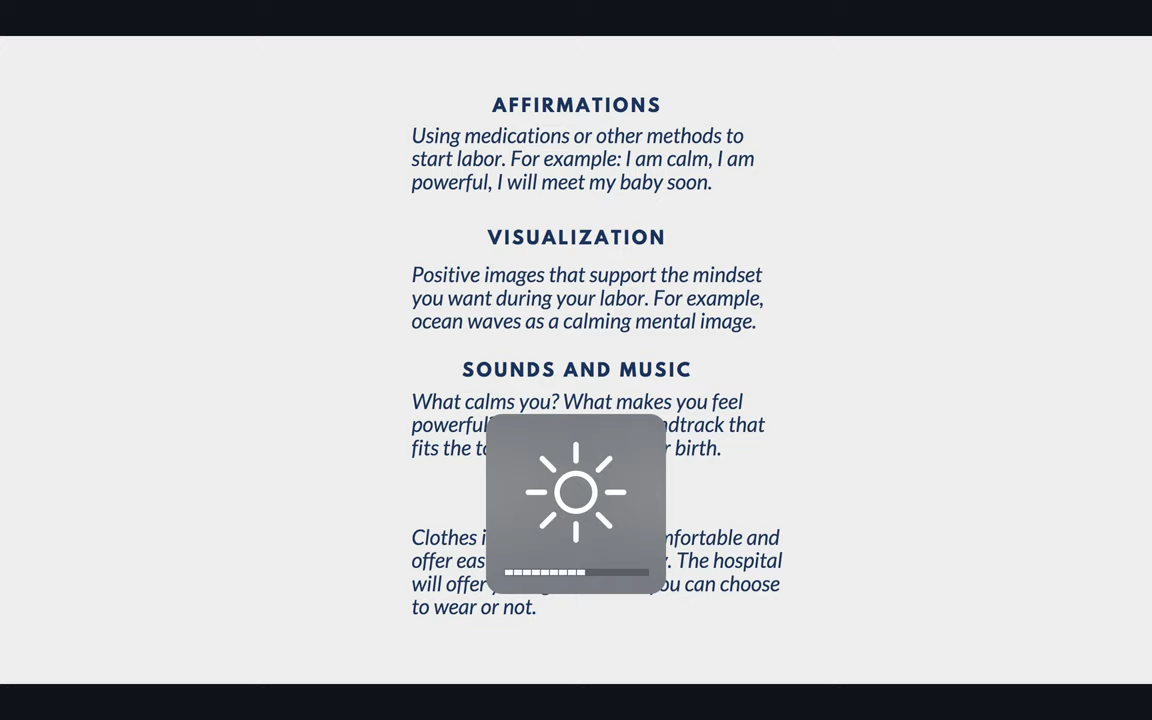 AFFIRMATIONS
Using medications or other methods to
start labor. For example: I am calm, I am
powerful, I will meet my baby soon.
VISUALIZATION
Positive images that support the mindset
you want during your labor. For example,
ocean waves as a calming mental image.
SOUNDS AND MUSIC
What calms you? What makes you feel
powerful that
fits the birth.
Clothes and
offer The hospital
will offer you can choose
to wear or not.